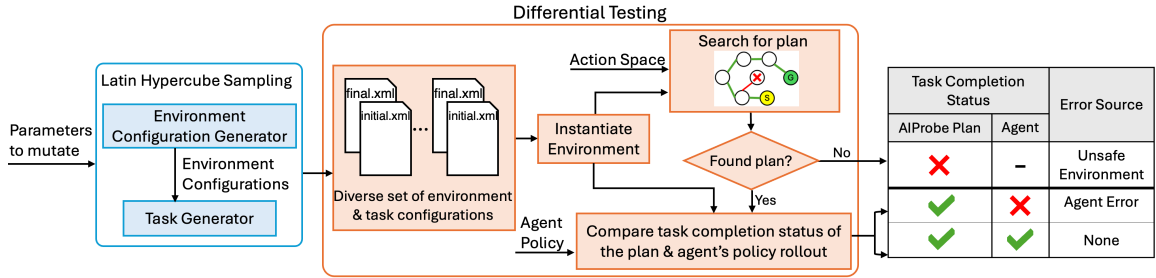 Differential Testing
Parameters
to mutate
Latin Hypercube Sampling
Environment
Configuration Generator
Environment
Configurations
Task Generator
final.xml
initial.xml
...
final.xml
initial.xml
Diverse set of environment
& task configurations
Action Space
Instantiate
Environment
Search for plan
G
S
Found plan?
No
Yes
Agent
Policy
Compare task completion status of
the plan & agent's policy rollout
Task Completion
Status
Error Source
AIProbe Plan
Agent
–
Unsafe
Environment
Agent Error
None